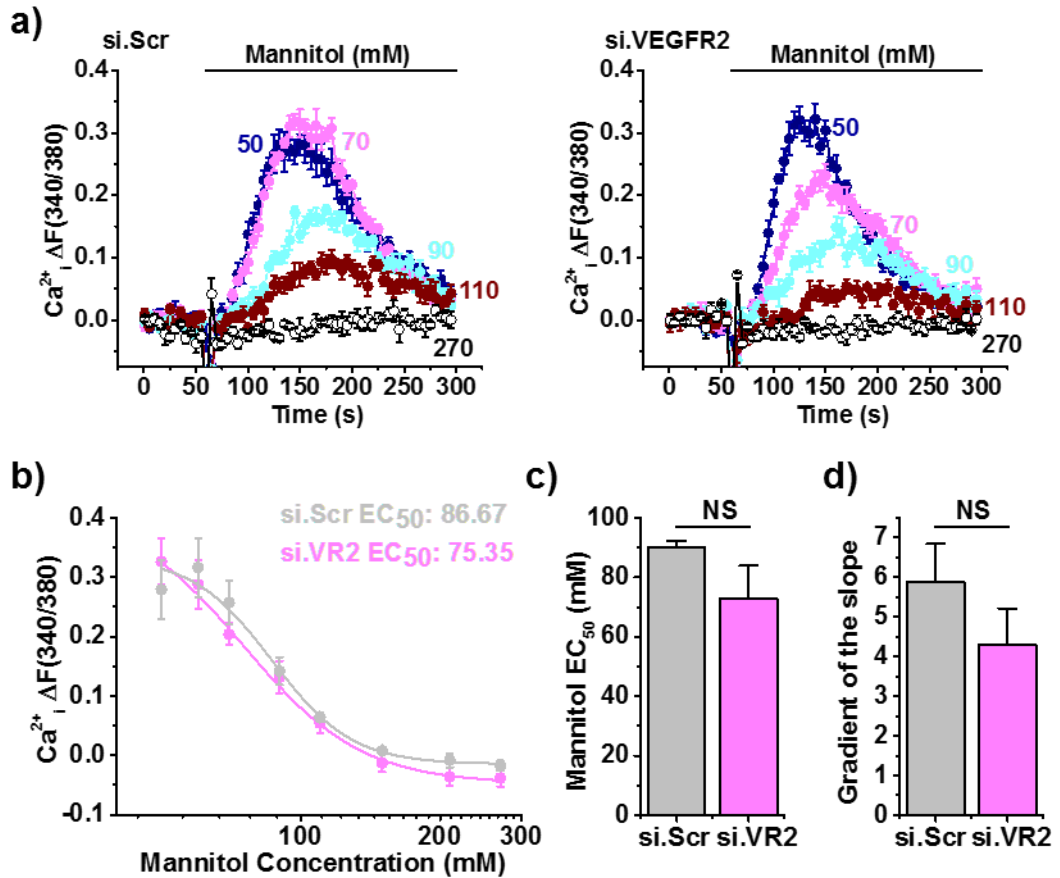 a)
si.Scr
Mannitol (mM)
0.4
0.3
0.2
0.1
0.0
Ca²⁺ᵢ ΔF(340/380)
50
70
90
110
270
0 50 100 150 200 250 300
Time (s)
si.VEGFR2
Mannitol (mM)
0.4
0.3
0.2
0.1
0.0
Ca²⁺ᵢ ΔF(340/380)
50
70
90
110
270
0 50 100 150 200 250 300
Time (s)
b)
si.Scr EC50: 86.67
si.VR2 EC50: 75.35
0.4
0.3
0.2
0.1
0.0
-0.1
Ca²⁺ᵢ ΔF(340/380)
100 200 300
Mannitol Concentration (mM)
c)
NS
100
80
60
40
20
0
Mannitol EC₅₀ (mM)
si.Scr si.VR2
d)
NS
7
6
5
4
3
2
1
0
Gradient of the slope
si.Scr si.VR2